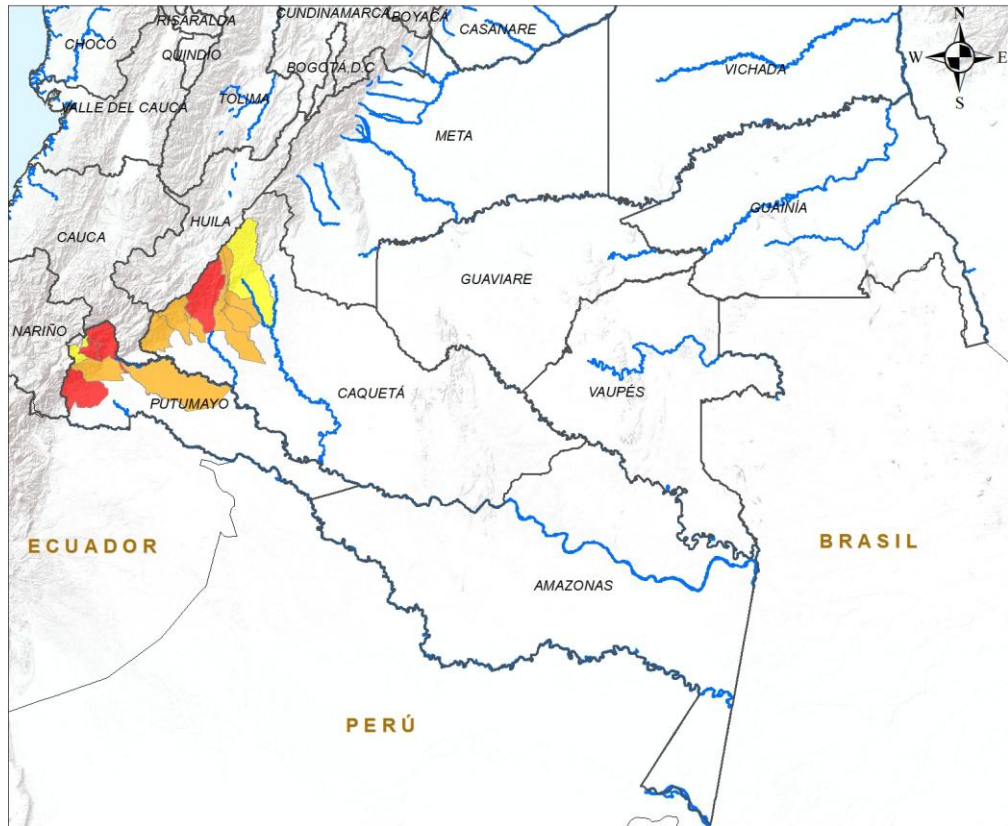 RISARALDA
CUNDINAMARCA
BOYACÁ
CASANARE
N
W E
S
CHOCÓ
QUINDÍO
BOGOTÁ D.C
VICHADA
VALLE DEL CAUCA
TOLIMA
META
HUILA
GUAINÍA
CAUCA
GUAVIARE
NARIÑO
CAQUETÁ
VAUPÉS
PUTUMAYO
ECUADOR
BRASIL
AMAZONAS
PERÚ